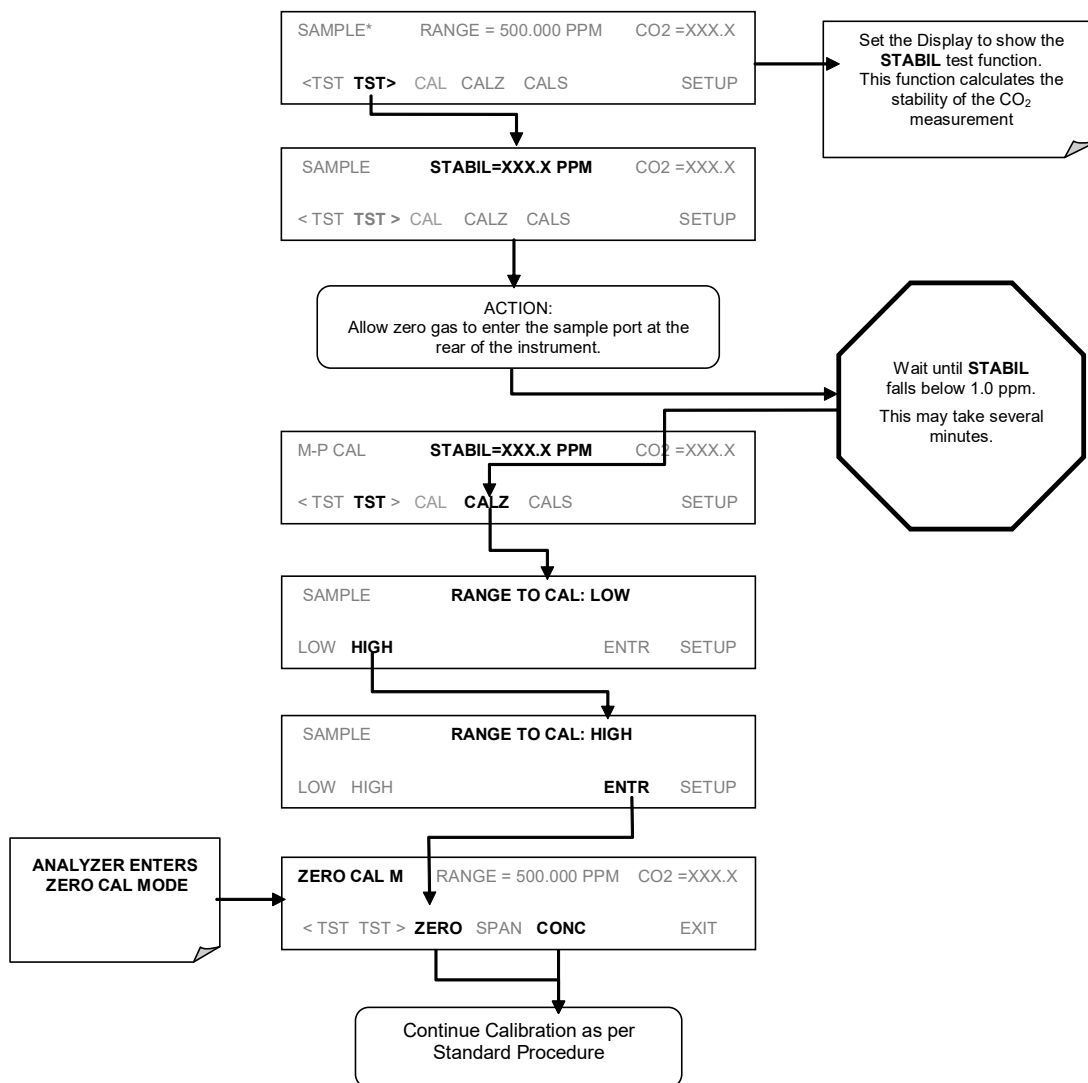 SAMPLE* RANGE = 500.000 PPM CO2 =XXX.X
<TST TST> CAL CALZ CALS SETUP
Set the Display to show the
STABIL test function.
This function calculates the
stability of the CO2
measurement
SAMPLE STABIL=XXX.X PPM CO2 =XXX.X
< TST TST > CAL CALZ CALS SETUP
ACTION:
Allow zero gas to enter the sample port at the
rear of the instrument.
Wait until STABIL
falls below 1.0 ppm.
This may take several
minutes.
M-P CAL STABIL=XXX.X PPM CO2 =XXX.X
< TST TST > CAL CALZ CALS SETUP
SAMPLE RANGE TO CAL: LOW
LOW HIGH ENTR SETUP
SAMPLE RANGE TO CAL: HIGH
LOW HIGH ENTR SETUP
ANALYZER ENTERS
ZERO CAL MODE
ZERO CAL M RANGE = 500.000 PPM CO2 =XXX.X
< TST TST > ZERO SPAN CONC EXIT
Continue Calibration as per
Standard Procedure